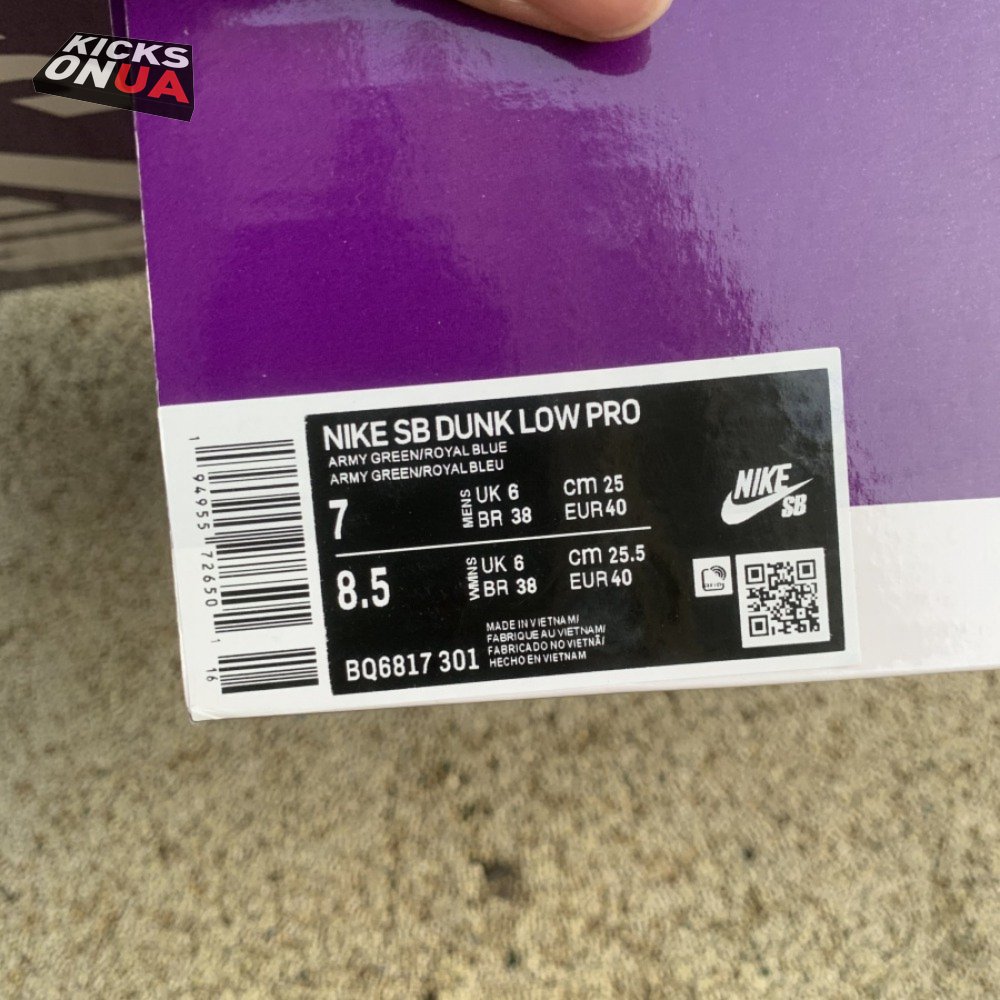 KICKS
ONUA
NIKE SB DUNK LOW PRO
ARMY GREEN/ROYAL BLUE
ARMY GREEN/ROYAL BLEU
7
MENS
UK 6
cm 25
BR 38
EUR 40
8.5
WMNS
UK 6
cm 25.5
BR 38
EUR 40
NIKE
SB
BQ6817 301
MADE IN VIETNAM/
FABRIQUE AU VIETNAM/
FABRICADO NO VIETNÃ/
HECHO EN VIETNAM
1 94955 72650 1
16